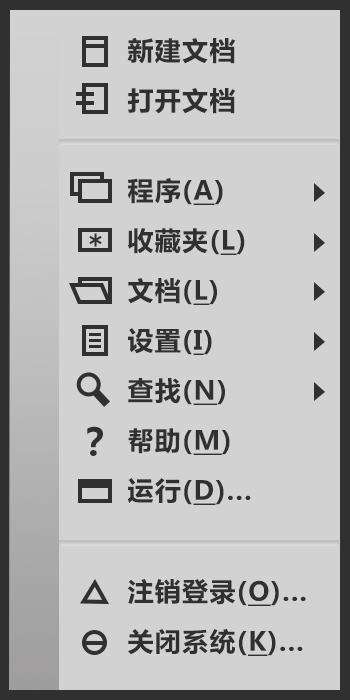 新建文档
打开文档
程序(A)
收藏夹(L)
文档(L)
设置(I)
查找(N)
帮助(M)
运行(D)...
注销登录(O)...
关闭系统(K)...